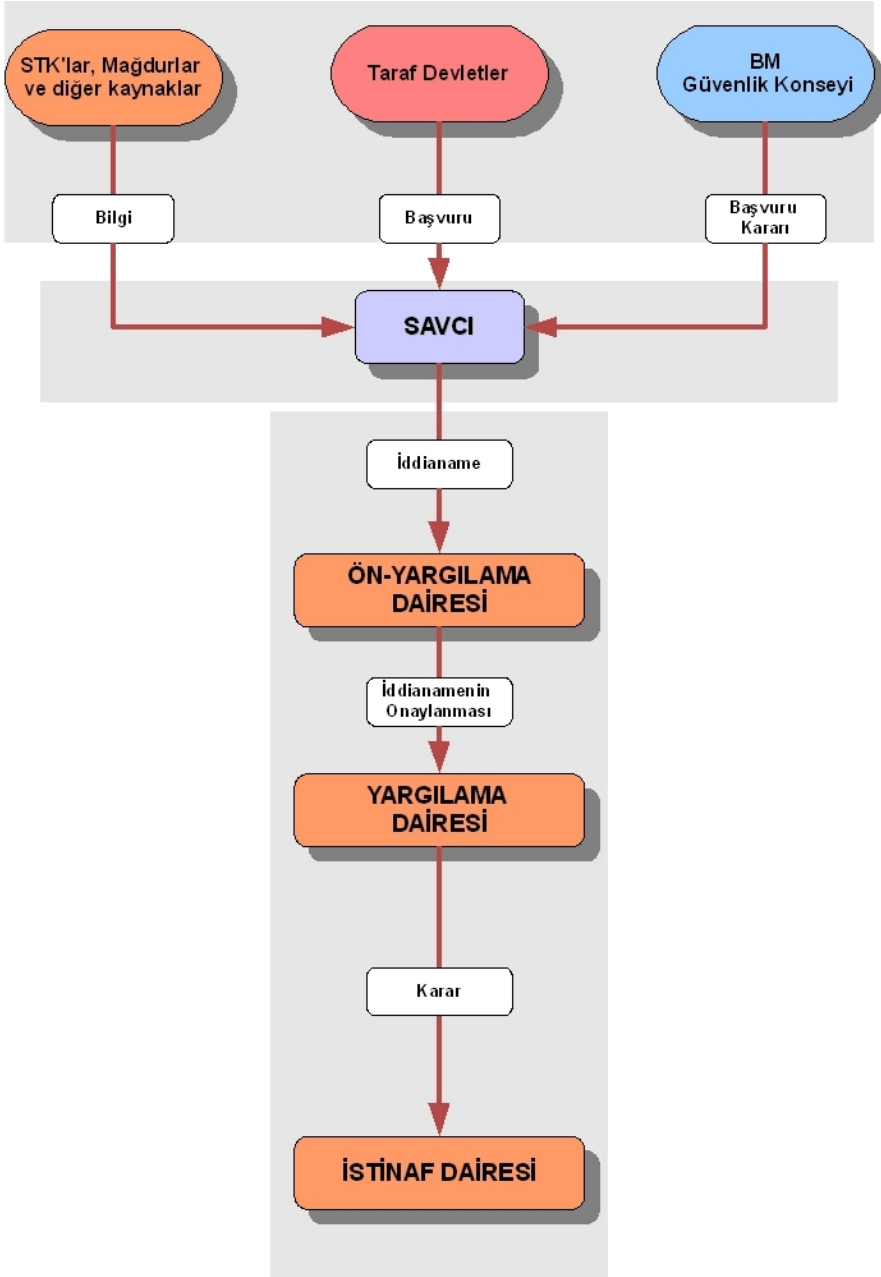 STK'lar, Mağdurlar
ve diğer kaynaklar
Taraf Devletler
BM
Güvenlik Konseyi
Bilgi
Başvuru
Başvuru
Kararı
SAVCI
İddianame
ÖN-YARGILAMA
DAİRESİ
İddianamenin
Onaylanması
YARGILAMA
DAİRESİ
Karar
İSTİNAF DAİRESİ